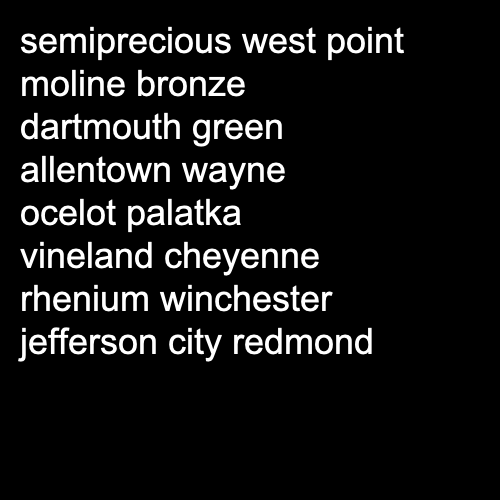 semiprecious west point
moline bronze
dartmouth green
allentown wayne
ocelot palatka
vineland cheyenne
rhenium winchester
jefferson city redmond